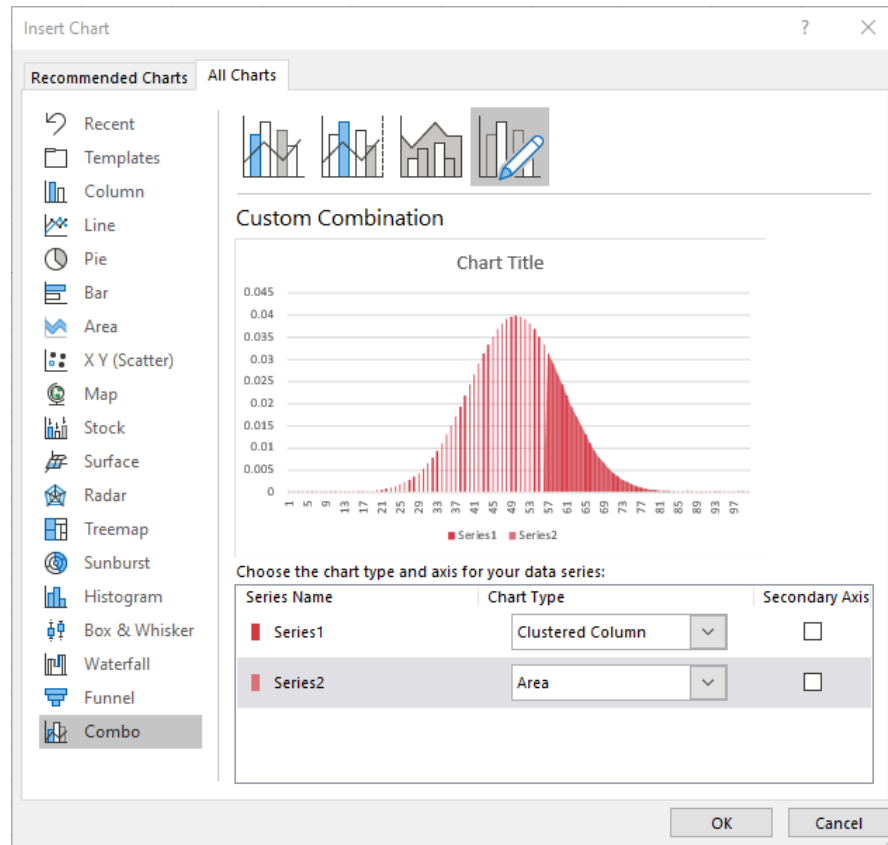 Insert Chart
?
Recommended Charts
All Charts
Recent
Templates
Column
Line
Pie
Bar
Area
X Y (Scatter)
Map
Stock
Surface
Radar
Treemap
Sunburst
Histogram
Box & Whisker
Waterfall
Funnel
Combo
Custom Combination
Chart Title
0.045
0.04
0.035
0.03
0.025
0.02
0.015
0.01
0.005
0
1 5 9 13 17 21 25 29 33 37 41 45 49 53 57 61 65 69 73 77 81 85 89 93 97
Series1 Series2
Choose the chart type and axis for your data series:
Series Name Chart Type Secondary Axis
Series1 Clustered Column
Series2 Area
OK Cancel